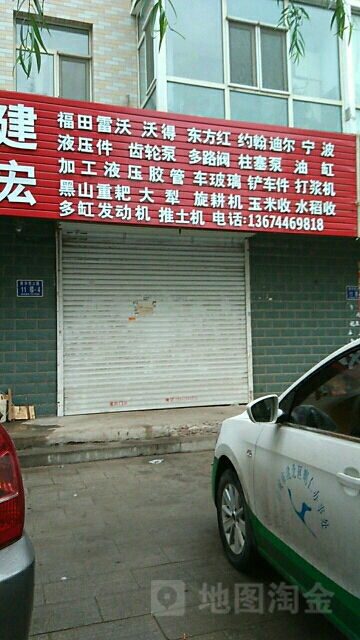 建宏
福田雷沃 沃得 东方红 约翰迪尔 宁波
液压件 齿轮泵 多路阀 柱塞泵 油缸
加工液压胶管 车玻璃 铲车件 打浆机
黑山重耙 大犁 旋耕机 玉米收 水稻收
多缸发动机 推土机 电话:13674469818
11 楼-4
地图淘金